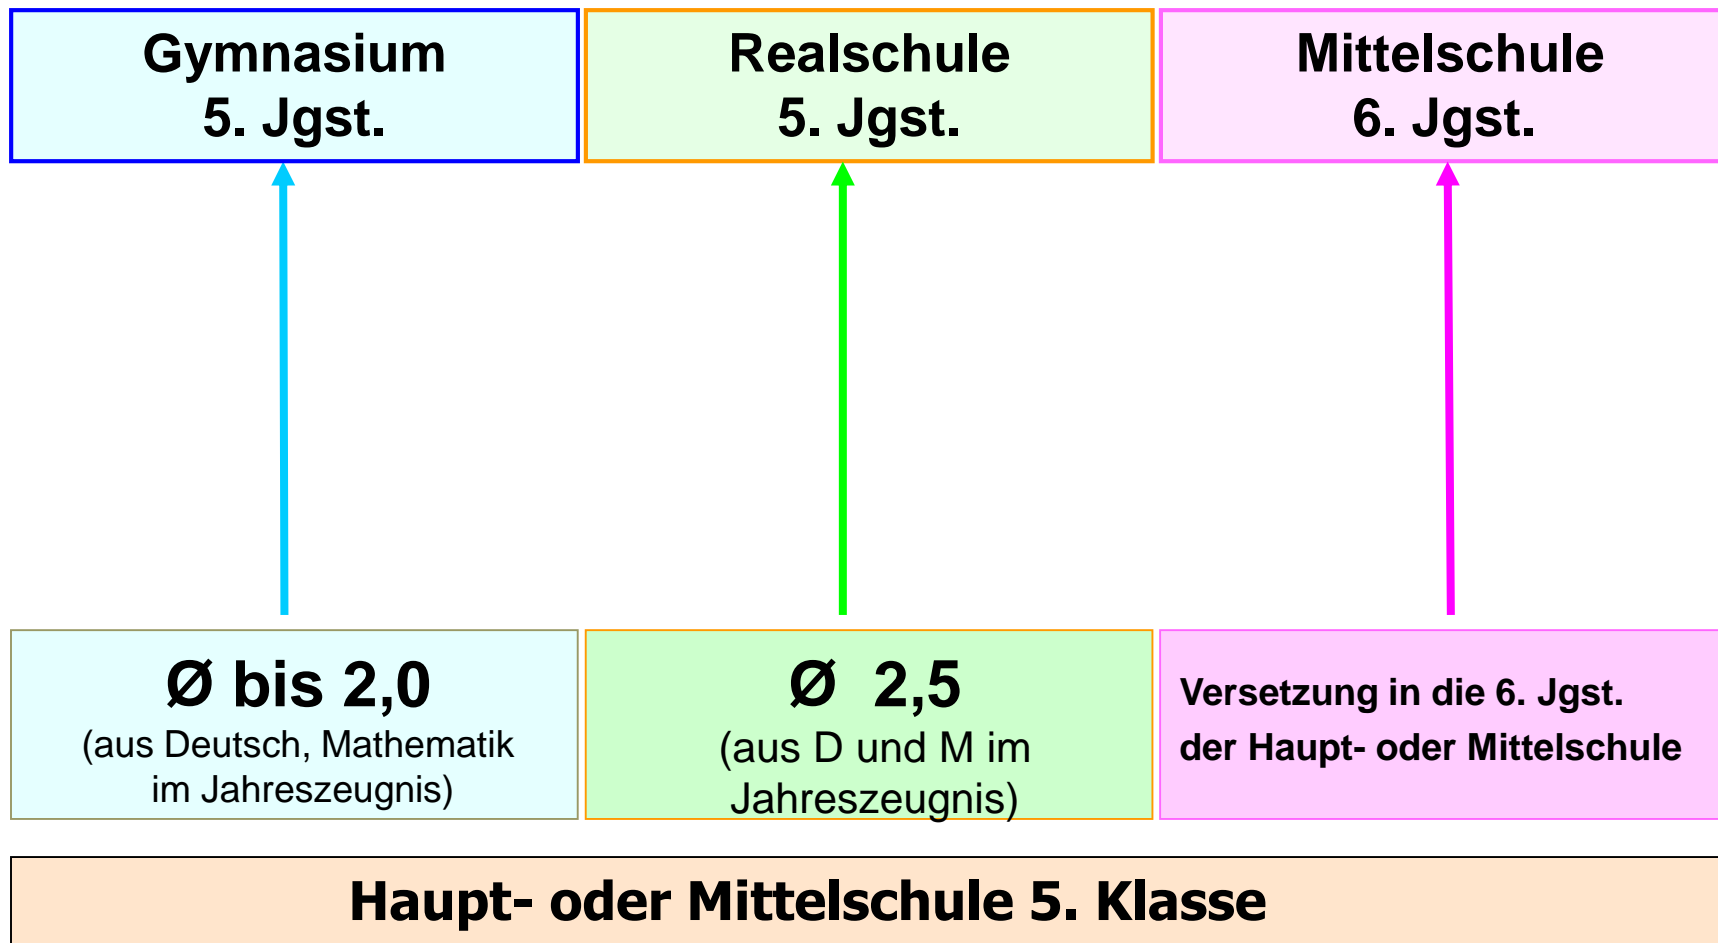 Gymnasium
5. Jgst.
Realschule
5. Jgst.
Mittelschule
6. Jgst.
Ø bis 2,0
(aus Deutsch, Mathematik
im Jahreszeugnis)
Ø 2,5
(aus D und M im
Jahreszeugnis)
Versetzung in die 6. Jgst.
der Haupt- oder Mittelschule
Haupt- oder Mittelschule 5. Klasse